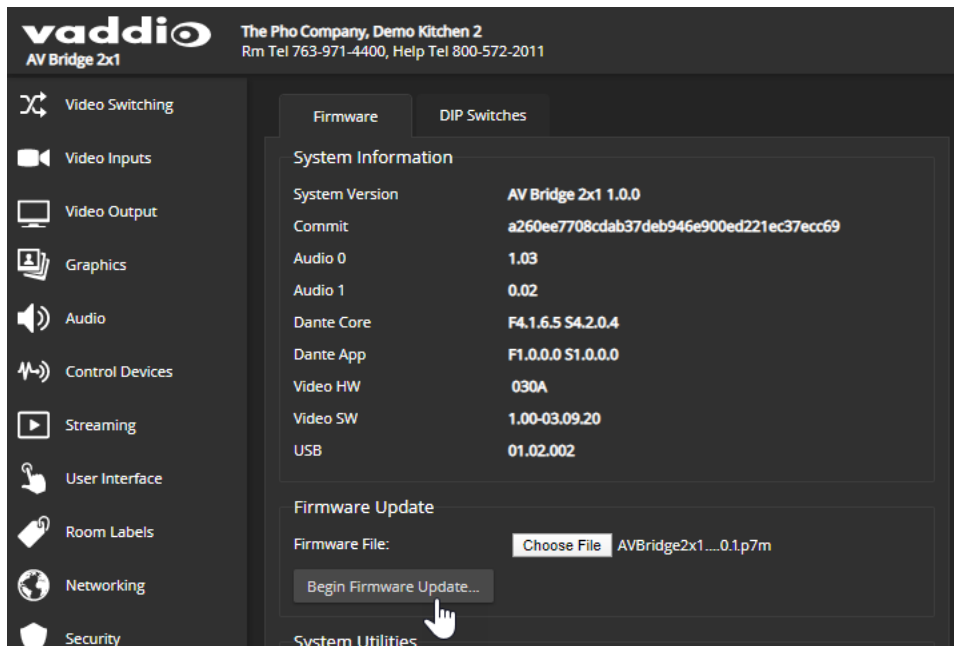 vaddio
AV Bridge 2x1
The Pho Company, Demo Kitchen 2
Rm Tel 763-971-4400, Help Tel 800-572-2011
Video Switching
Video Inputs
Video Output
Graphics
Audio
Control Devices
Streaming
User Interface
Room Labels
Networking
Security
Firmware
DIP Switches
System Information
System Version AV Bridge 2x1 1.0.0
Commit a260ee7708cdab37deb946e900ed221ec37ecc69
Audio 0 1.03
Audio 1 0.02
Dante Core F4.1.6.5 S4.2.0.4
Dante App F1.0.0.0 S1.0.0.0
Video HW 030A
Video SW 1.00-03.09.20
USB 01.02.002
Firmware Update
Firmware File: Choose File AVBridge2x1....0.1.p7m
Begin Firmware Update...
System Utilities